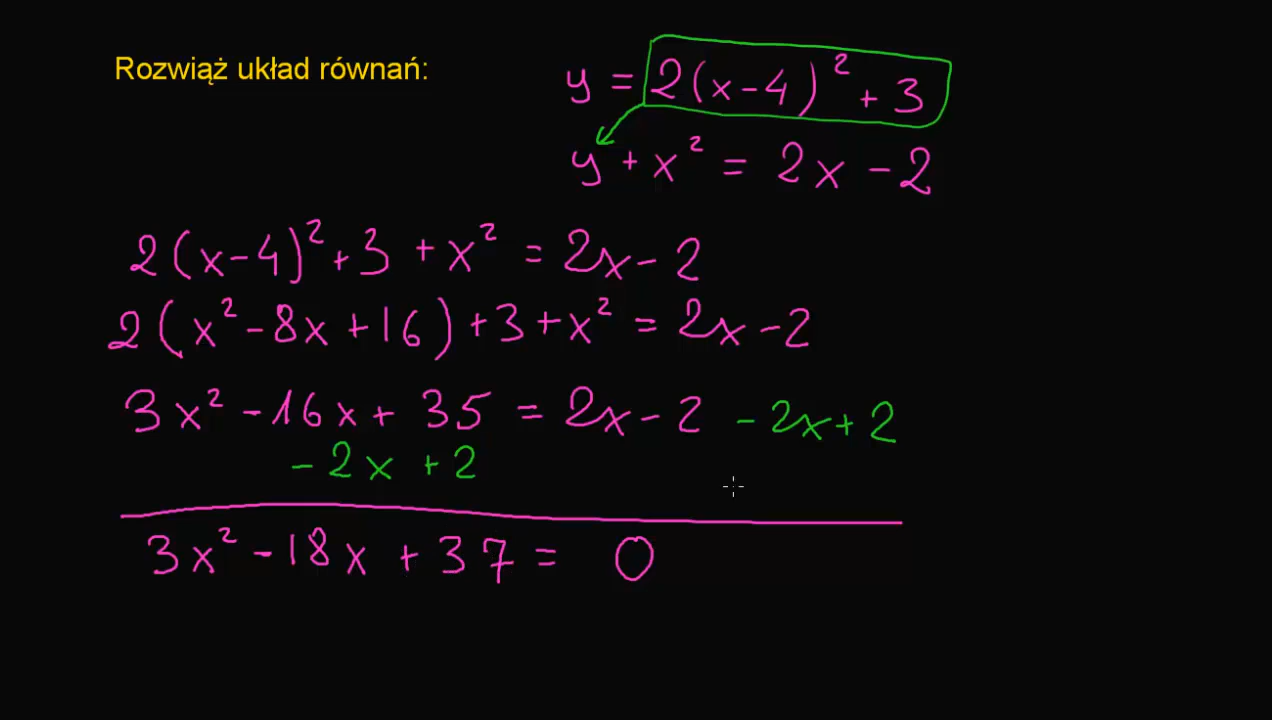 Rozwiąż układ równań:
y = 2(x-4)² + 3
y + x² = 2x - 2
2(x-4)² + 3 + x² = 2x - 2
2(x² - 8x + 16) + 3 + x² = 2x - 2
3x² - 16x + 35 = 2x - 2 - 2x + 2
- 2x + 2
3x² - 18x + 37 = 0